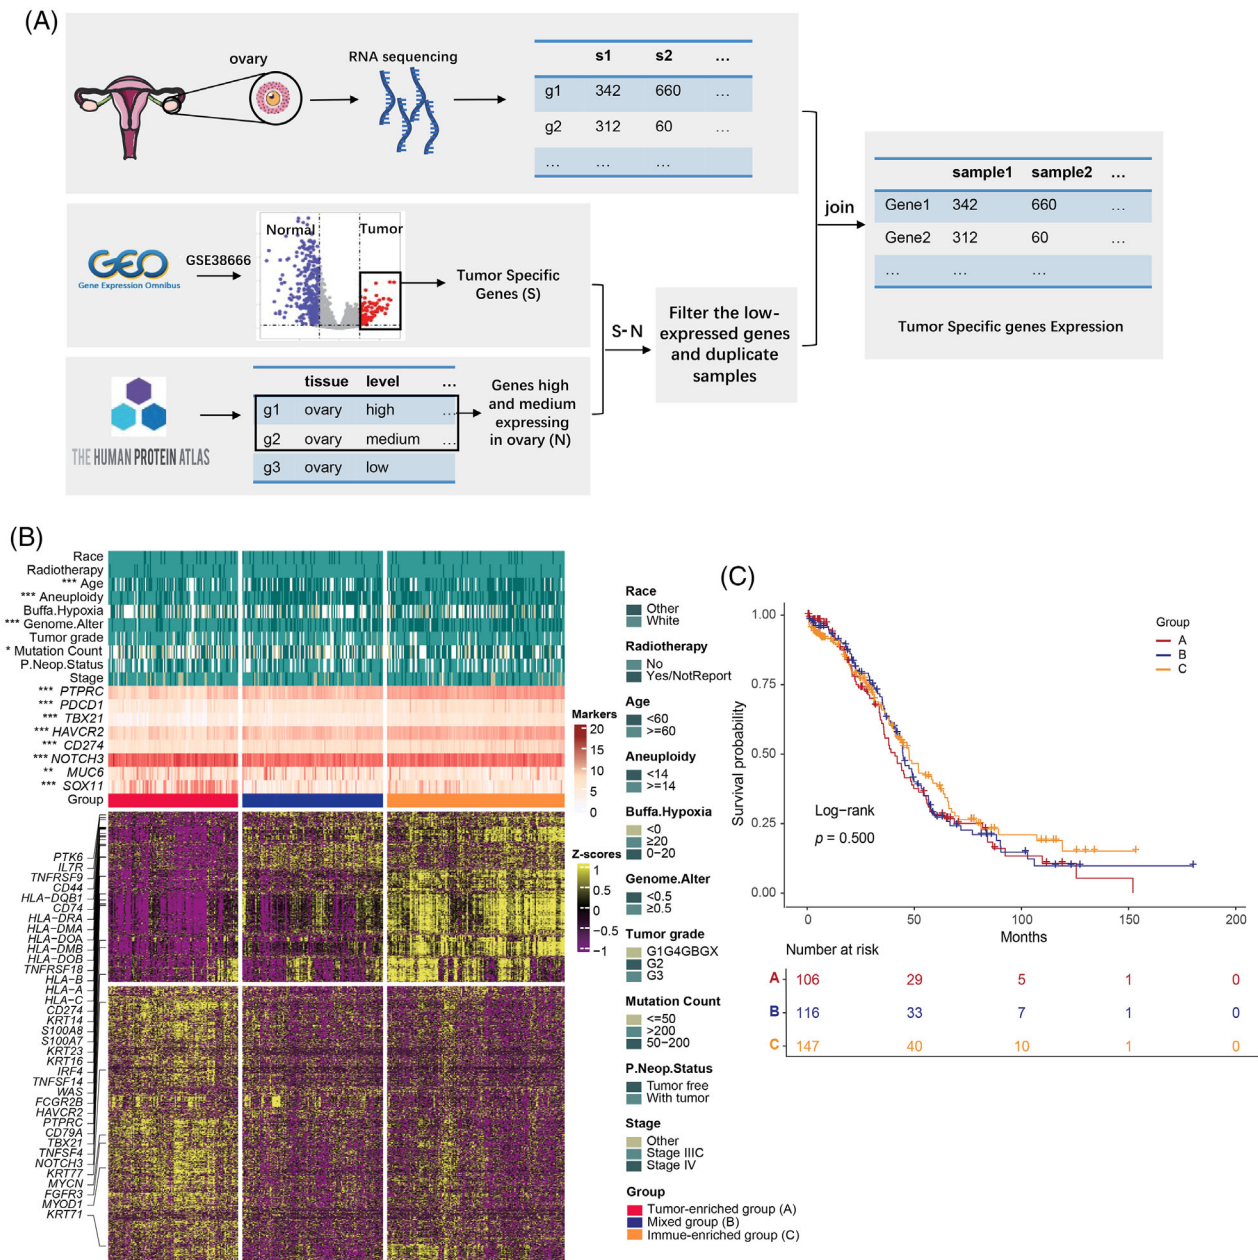 (A)
ovary
RNA sequencing
s1 s2 ...
g1 342 660 ...
g2 312 60 ...
... ... ...
GEO
Gene Expression Omnibus
GSE38666
Normal Tumor
Tumor Specific
Genes (S)
THE HUMAN PROTEIN ATLAS
tissue level ...
g1 ovary high ...
g2 ovary medium ...
g3 ovary low
Genes high
and medium
expressing
in ovary (N)
S-N
Filter the low-
expressed genes
and duplicate
samples
join
sample1 sample2 ...
Gene1 342 660 ...
Gene2 312 60 ...
... ... ...
Tumor Specific genes Expression
(B)
Race
Radiotherapy
*** Age
*** Aneuploidy
Buffa.Hypoxia
*** Genome.Alter
Tumor grade
* Mutation Count
P.Neop.Status
Stage
*** PTPRC
*** PDCD1
*** TBX21
*** HAVCR2
*** CD274
*** NOTCH3
** MUC6
*** SOX11
Group
PTK6
IL7R
TNFRSF9
CD44
HLA−DQB1
CD74
HLA−DRA
HLA−DMA
HLA−DOA
HLA−DMB
HLA−DOB
TNFRSF18
HLA−B
HLA−A
HLA−C
CD274
KRT14
S100A8
S100A7
KRT23
KRT16
IRF4
TNFSF14
WAS
FCGR2B
HAVCR2
PTPRC
CD79A
TBX21
TNFSF4
NOTCH3
KRT77
MYCN
FGFR3
MYOD1
KRT71
Markers
20
15
10
5
0
Z−scores
1
0.5
0
−0.5
−1
Race
Other
White
Radiotherapy
No
Yes/NotReport
Age
<60
>=60
Aneuploidy
<14
>=14
Buffa.Hypoxia
<0
≥20
0−20
Genome.Alter
<0.5
≥0.5
Tumor grade
G1G4GBGX
G2
G3
Mutation Count
<=50
>200
50−200
P.Neop.Status
Tumor free
With tumor
Stage
Other
Stage IIIC
Stage IV
Group
Tumor-enriched group (A)
Mixed group (B)
Immue-enriched group (C)
(C)
Survival probability
1.00
0.75
0.50
0.25
0.00
Log−rank
p = 0.500
Group
A
B
C
0 50 100 150 200
Months
Number at risk
A 106 29 5 1 0
B 116 33 7 1 0
C 147 40 10 1 0